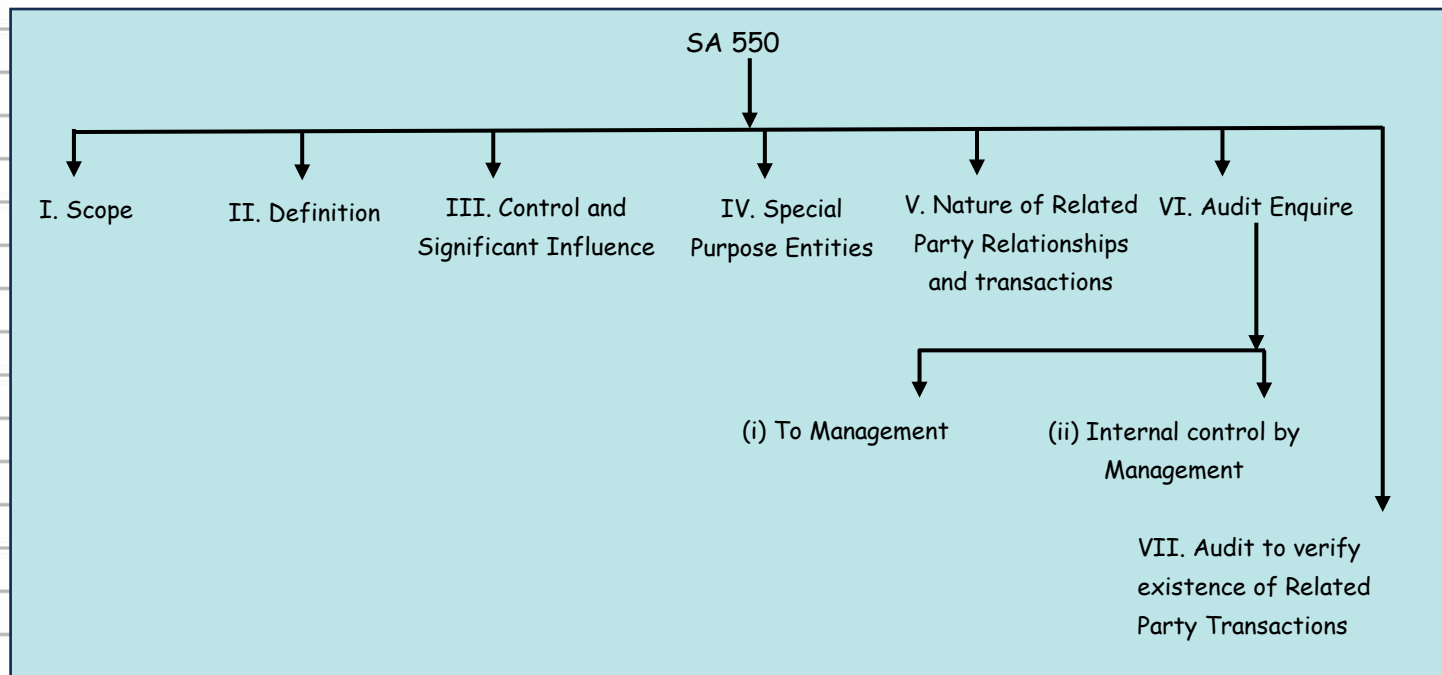 SA 550
I. Scope
II. Definition
III. Control and
Significant Influence
IV. Special
Purpose Entities
V. Nature of Related
Party Relationships
and transactions
VI. Audit Enquire
(i) To Management
(ii) Internal control by
Management
VII. Audit to verify
existence of Related
Party Transactions